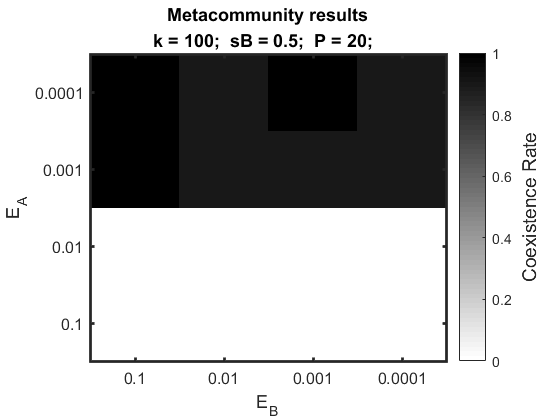 Metacommunity results
k = 100;  sB = 0.5;  P = 20;
0.0001
0.001
0.01
0.1
E_A
0.1
0.01
0.001
0.0001
E_B
1
0.8
0.6
0.4
0.2
0
Coexistence Rate